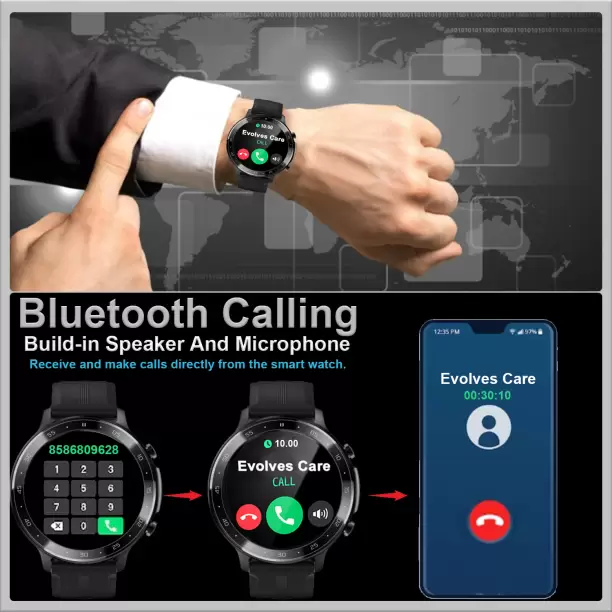 10.00
Evolves Care
CALL
Bluetooth Calling
Build-in Speaker And Microphone
Receive and make calls directly from the smart watch.
8586809628
1 2 3
4 5 6
7 8 9
0
10.00
Evolves Care
CALL
12:35 PM 97%
Evolves Care
00:30:10